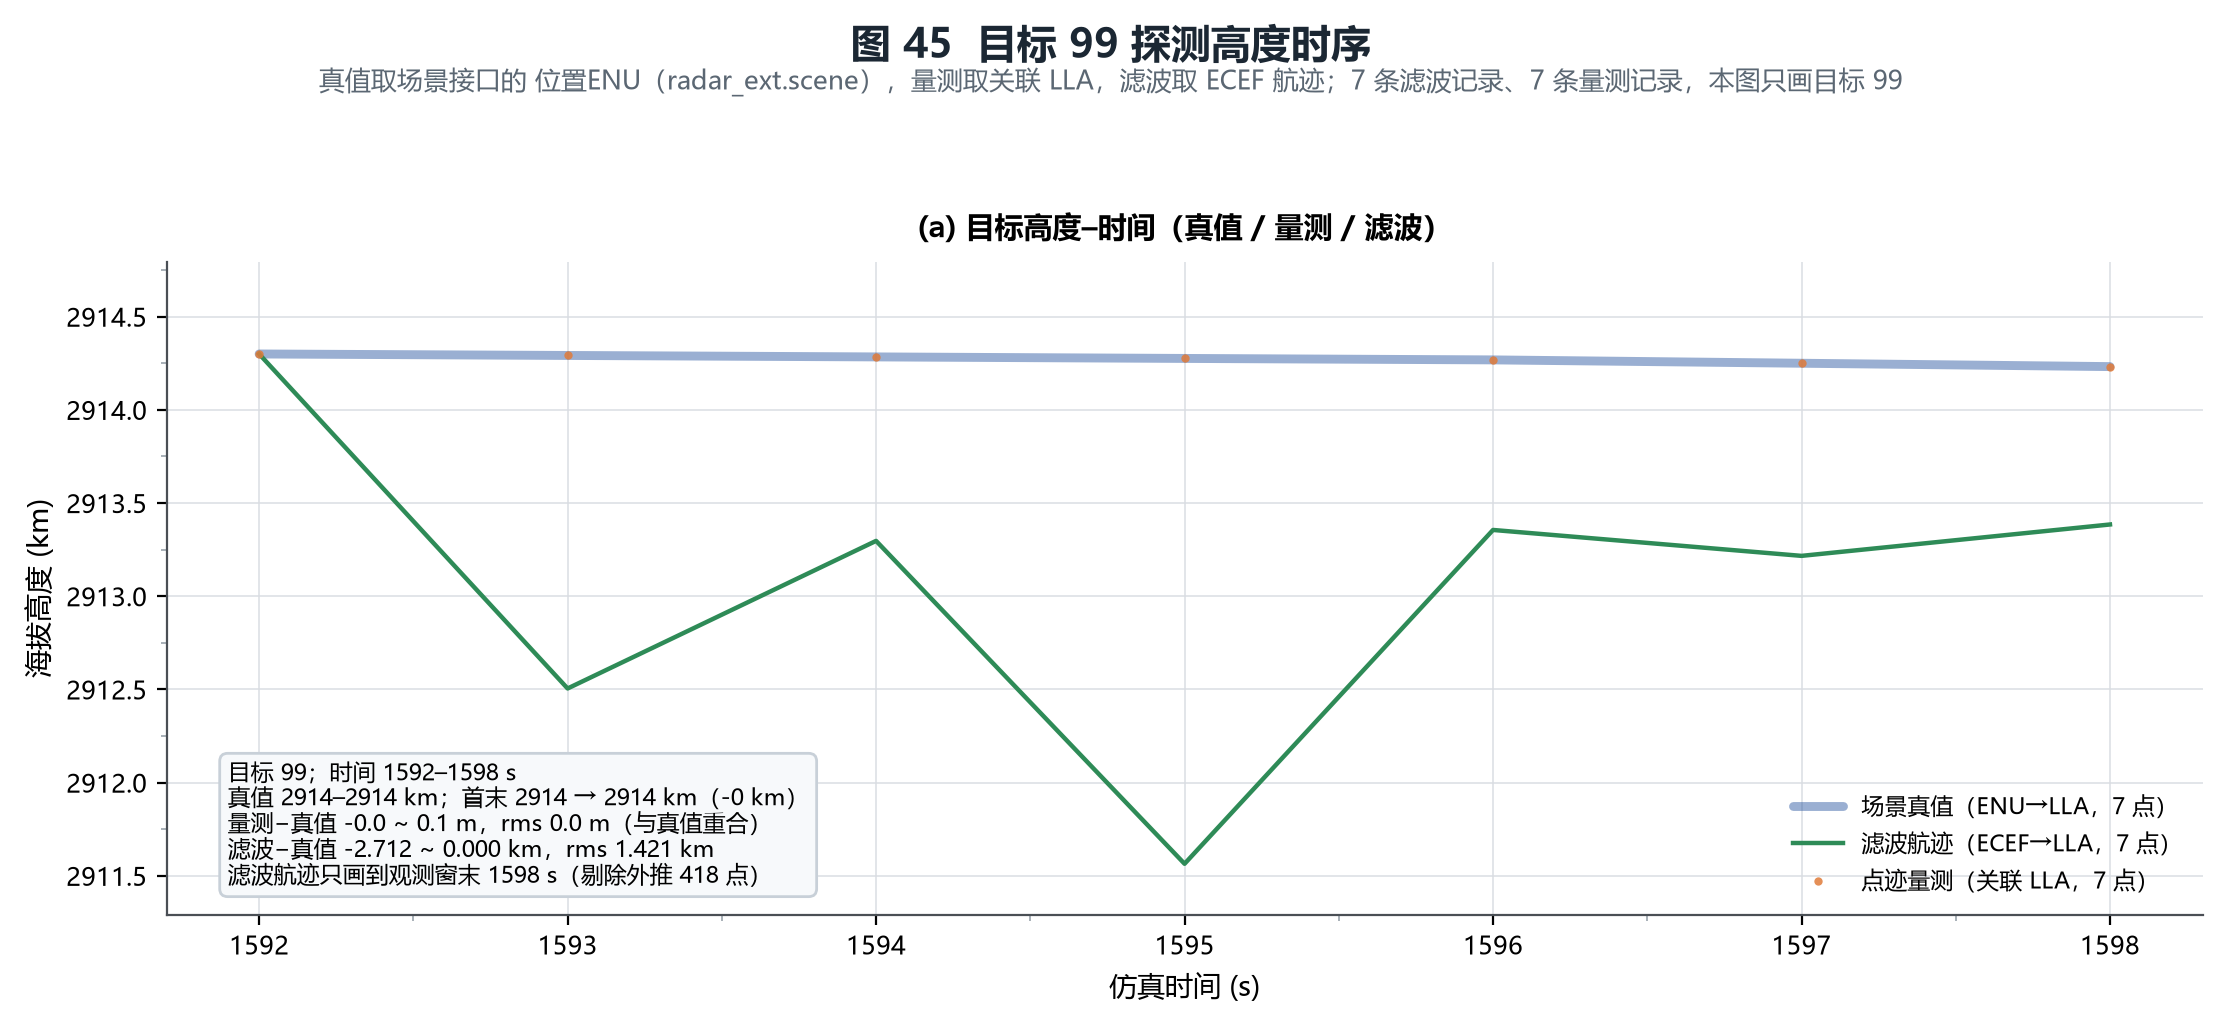 图 45  目标 99 探测高度时序
真值取场景接口的 位置ENU（radar_ext.scene），量测取关联 LLA，滤波取 ECEF 航迹；7 条滤波记录、7 条量测记录，本图只画目标 99
(a) 目标高度–时间（真值 / 量测 / 滤波）
海拔高度 (km)
2914.5
2914.0
2913.5
2913.0
2912.5
2912.0
2911.5
目标 99；时间 1592–1598 s
真值 2914–2914 km；首末 2914 → 2914 km（-0 km）
量测−真值 -0.0 ~ 0.1 m，rms 0.0 m（与真值重合）
滤波−真值 -2.712 ~ 0.000 km，rms 1.421 km
滤波航迹只画到观测窗末 1598 s（剔除外推 418 点）
场景真值（ENU→LLA，7 点）
滤波航迹（ECEF→LLA，7 点）
点迹量测（关联 LLA，7 点）
1592
1593
1594
1595
1596
1597
1598
仿真时间 (s)